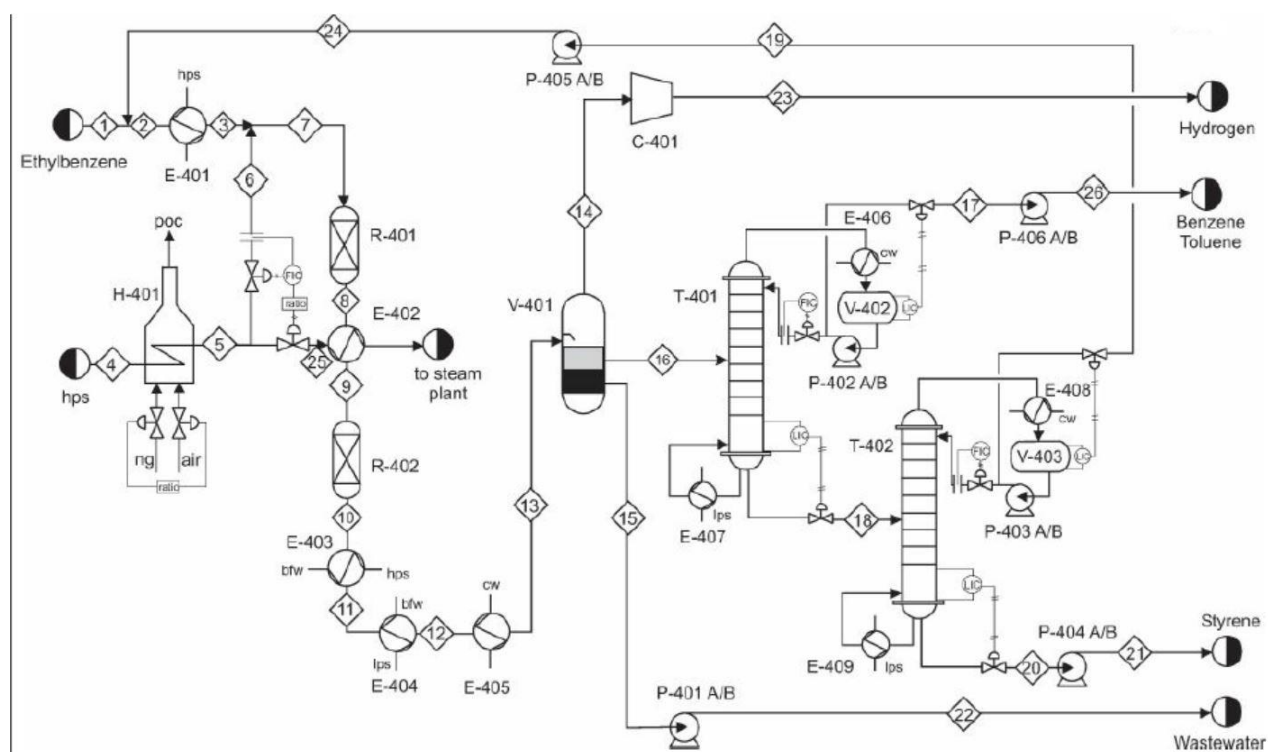 24
19
P-405 A/B
hps
23
Hydrogen
C-401
1
2
3
7
Ethylbenzene
E-401
6
14
17
26
Benzene
Toluene
P-406 A/B
E-406
cw
poc
R-401
H-401
FIC
ratio
8
V-401
T-401
FIC
V-402
LIC
E-402
5
4
hps
25
to steam
plant
9
16
P-402 A/B
E-408
cw
T-402
FIC
V-403
LIC
ng
air
ratio
R-402
LIC
lps
E-407
18
P-403 A/B
10
13
15
E-403
bfw
hps
11
bfw
12
cw
lps
E-404
E-405
LIC
E-409
lps
20
P-404 A/B
21
Styrene
P-401 A/B
22
Wastewater